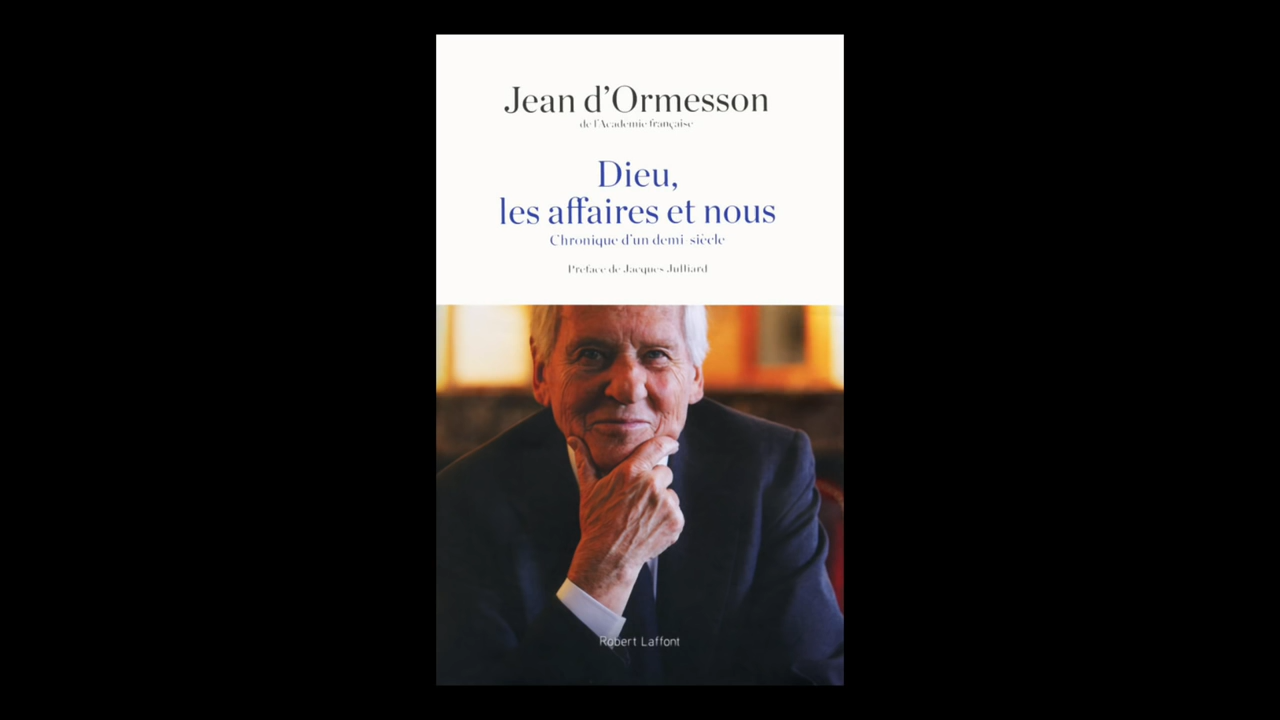 Jean d'Ormesson
de l'Académie française
Dieu,
les affaires et nous
Chronique d'un demi-siècle
Préface de Jacques Julliard
Robert Laffont